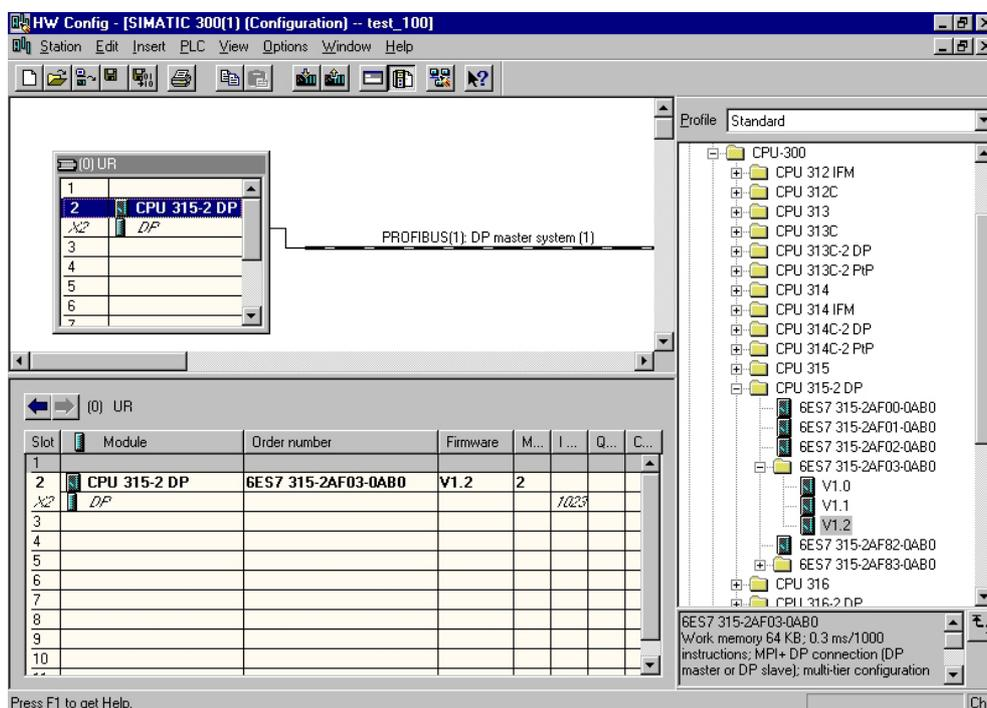 HW Config - [SIMATIC 300(1) (Configuration) -- test_100]
Station Edit Insert PLC View Options Window Help
(0) UR
1
2 CPU 315-2 DP
X2 DP
3
4
5
6
7
PROFIBUS(1): DP master system (1)
Profile Standard
CPU-300
CPU 312 IFM
CPU 312C
CPU 313
CPU 313C
CPU 313C-2 DP
CPU 313C-2 PtP
CPU 314
CPU 314 IFM
CPU 314C-2 DP
CPU 314C-2 PtP
CPU 315
CPU 315-2 DP
6ES7 315-2AF00-0AB0
6ES7 315-2AF01-0AB0
6ES7 315-2AF02-0AB0
6ES7 315-2AF03-0AB0
V1.0
V1.1
V1.2
6ES7 315-2AF82-0AB0
6ES7 315-2AF83-0AB0
CPU 316
CPU 316-2 DP
(0) UR
Slot Module Order number Firmware M... I... Q... C...
1
2 CPU 315-2 DP 6ES7 315-2AF03-0AB0 V1.2 2
X2 DP 1023
3
4
5
6
7
8
9
10
6ES7 315-2AF03-0AB0
Work memory 64 KB; 0.3 ms/1000
instructions; MPI+ DP connection (DP
master or DP slave); multi-tier configuration
Press F1 to get Help.
Ch